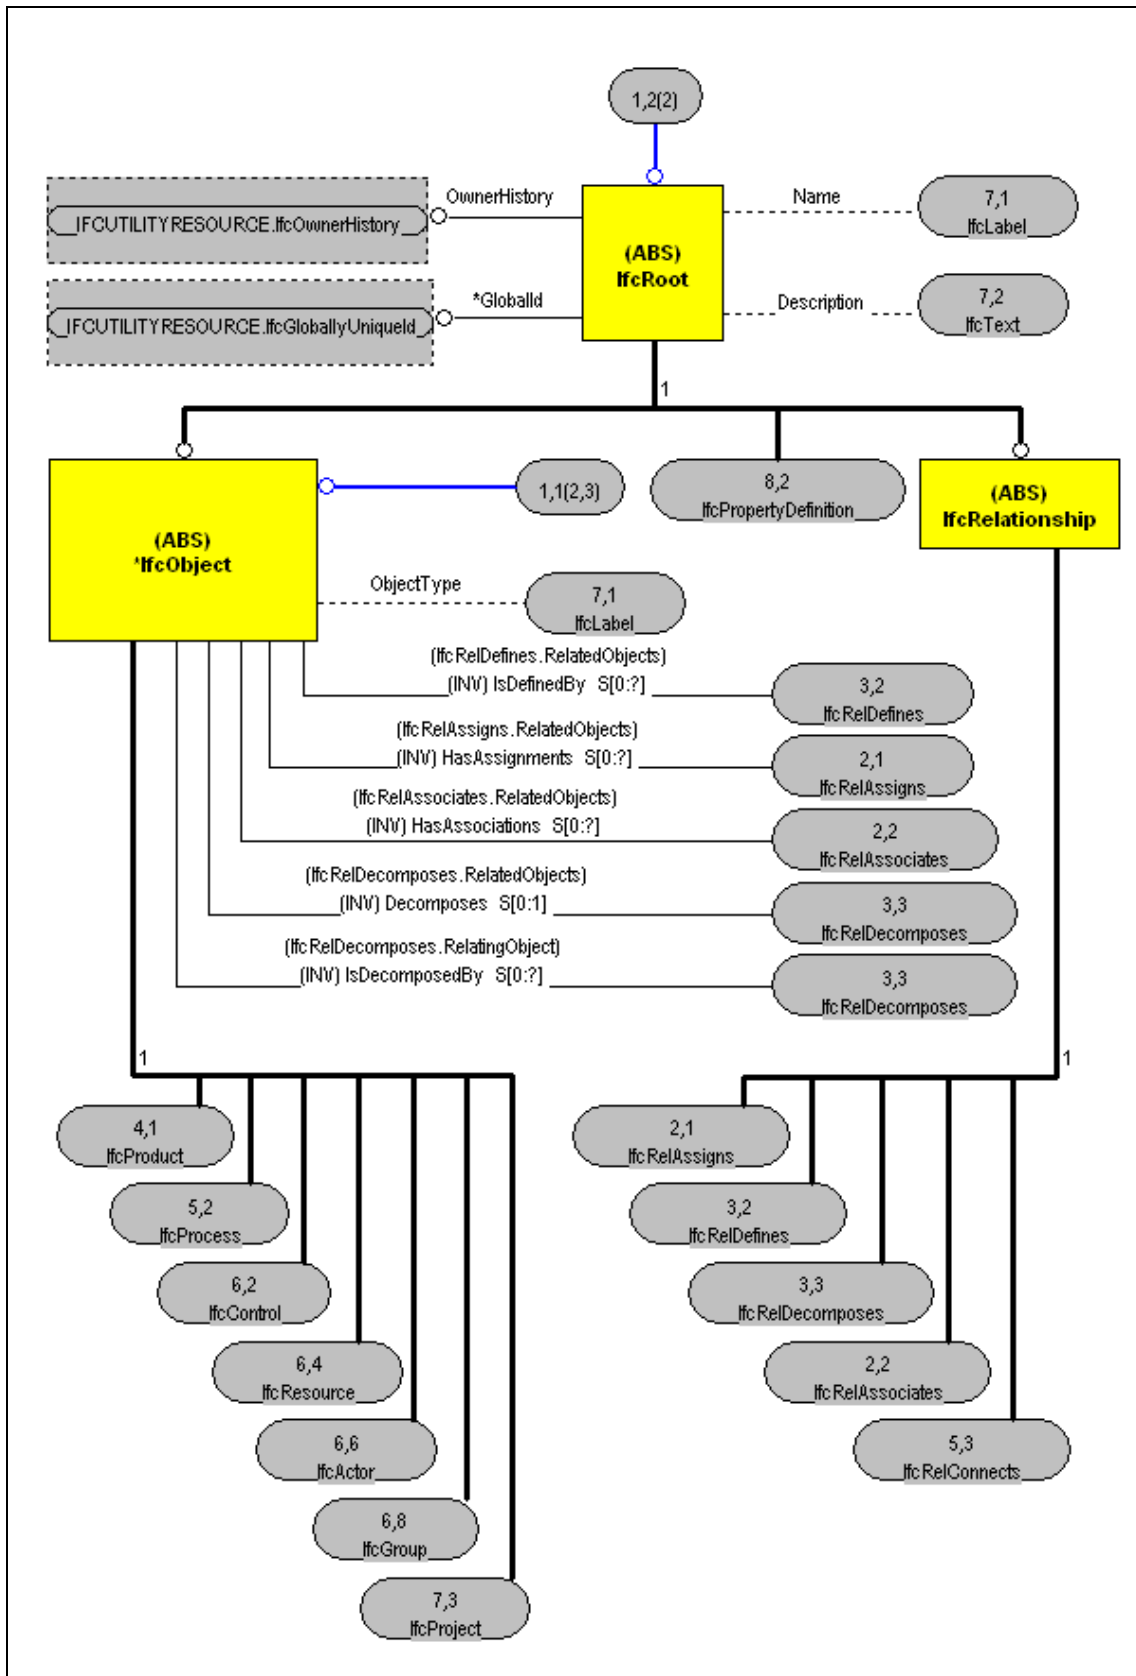 1,2(2)
OwnerHistory
Name
7,1
IFCUTILITYRESOURCE.IfcOwnerHistory
IfcLabel
(ABS)
IfcRoot
*GlobalId
Description
7,2
IFCUTILITYRESOURCE.IfcGloballyUniqueId
IfcText
1
1,1(2,3)
8,2
IfcPropertyDefinition
(ABS)
IfcRelationship
(ABS)
*IfcObject
ObjectType
7,1
IfcLabel
(IfcRelDefines.RelatedObjects)
(INV) IsDefinedBy S[0:?]
3,2
IfcRelDefines
(IfcRelAssigns.RelatedObjects)
(INV) HasAssignments S[0:?]
2,1
IfcRelAssigns
(IfcRelAssociates.RelatedObjects)
(INV) HasAssociations S[0:?]
2,2
IfcRelAssociates
(IfcRelDecomposes.RelatedObjects)
(INV) Decomposes S[0:1]
3,3
IfcRelDecomposes
(IfcRelDecomposes.RelatingObject)
(INV) IsDecomposedBy S[0:?]
3,3
IfcRelDecomposes
1
1
4,1
IfcProduct
5,2
IfcProcess
6,2
IfcControl
6,4
IfcResource
6,6
IfcActor
6,8
IfcGroup
7,3
IfcProject
2,1
IfcRelAssigns
3,2
IfcRelDefines
3,3
IfcRelDecomposes
2,2
IfcRelAssociates
5,3
IfcRelConnects